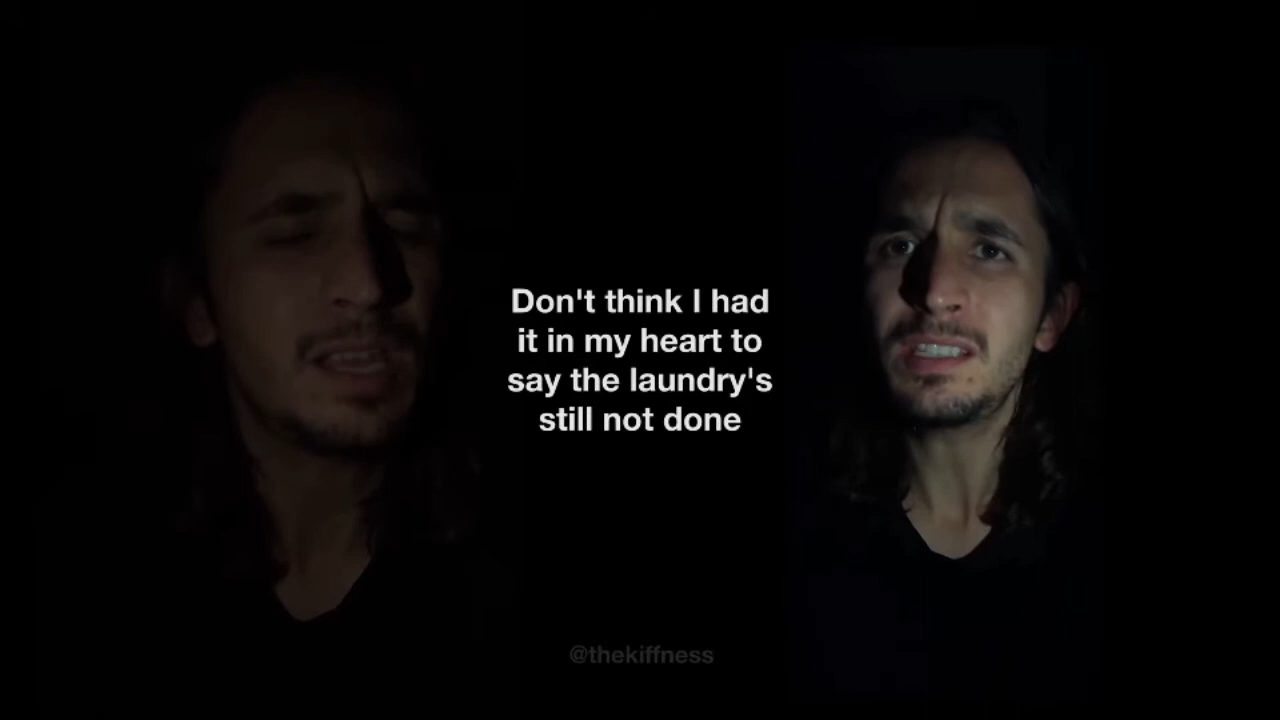 Don't think I had
it in my heart to
say the laundry's
still not done
@thekiffness